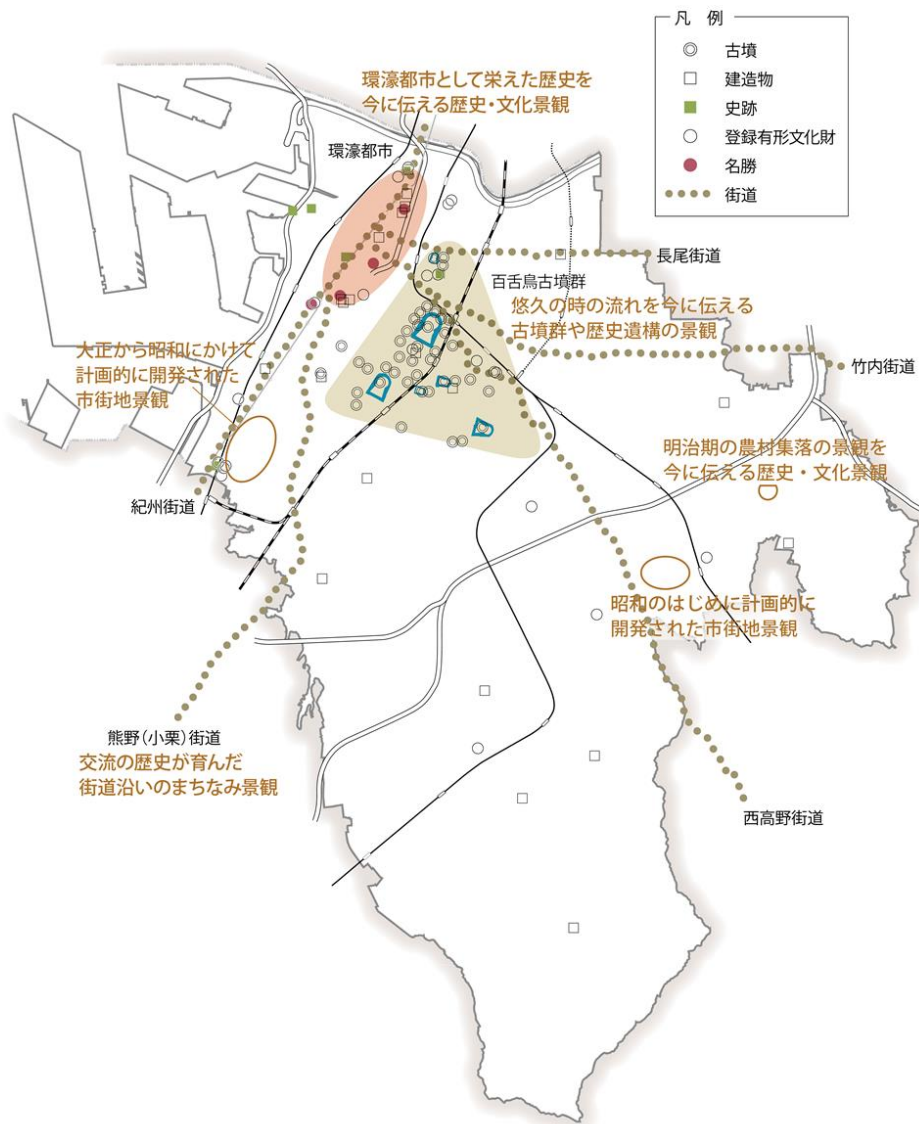 凡 例
古墳
建造物
史跡
登録有形文化財
名勝
街道
環濠都市として栄えた歴史を
今に伝える歴史・文化景観
環濠都市
長尾街道
百舌鳥古墳群
悠久の時の流れを今に伝える
古墳群や歴史遺構の景観
大正から昭和にかけて
計画的に開発された
市街地景観
竹内街道
明治期の農村集落の景観を
今に伝える歴史・文化景観
紀州街道
昭和のはじめに計画的に
開発された市街地景観
熊野(小栗)街道
交流の歴史が育んだ
街道沿いのまちなみ景観
西高野街道